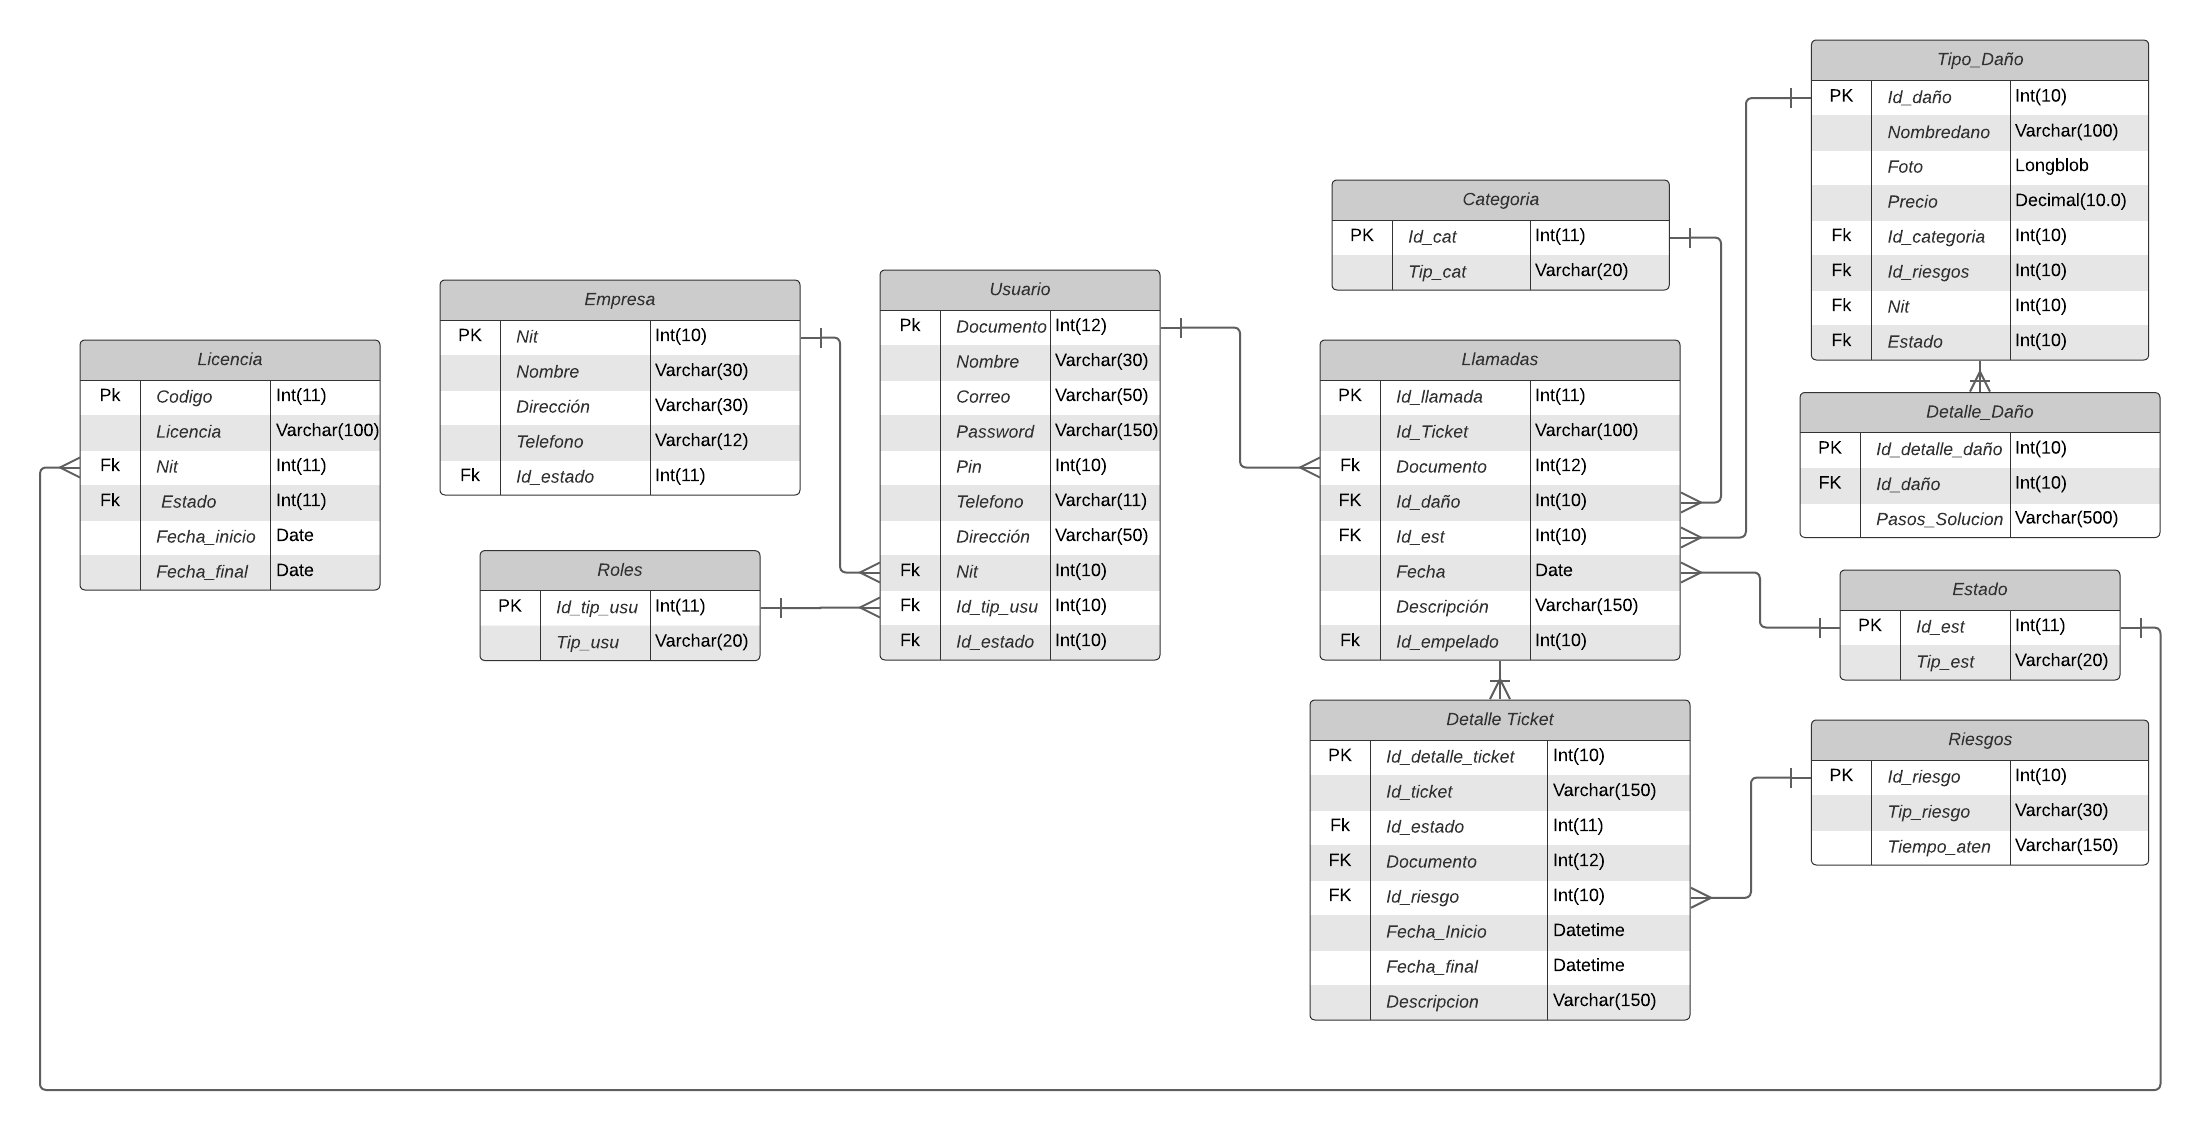 Licencia
Pk Codigo Int(11)
Licencia Varchar(100)
Fk Nit Int(11)
Fk Estado Int(11)
Fecha_inicio Date
Fecha_final Date
Empresa
PK Nit Int(10)
Nombre Varchar(30)
Dirección Varchar(30)
Telefono Varchar(12)
Fk Id_estado Int(11)
Roles
PK Id_tip_usu Int(11)
Tip_usu Varchar(20)
Usuario
Pk Documento Int(12)
Nombre Varchar(30)
Correo Varchar(50)
Password Varchar(150)
Pin Int(10)
Telefono Varchar(11)
Dirección Varchar(50)
Fk Nit Int(10)
Fk Id_tip_usu Int(10)
Fk Id_estado Int(10)
Categoria
PK Id_cat Int(11)
Tip_cat Varchar(20)
Llamadas
PK Id_llamada Int(11)
Id_Ticket Varchar(100)
Fk Documento Int(12)
FK Id_daño Int(10)
FK Id_est Int(10)
Fecha Date
Descripción Varchar(150)
Fk Id_empelado Int(10)
Detalle Ticket
PK Id_detalle_ticket Int(10)
Id_ticket Varchar(150)
Fk Id_estado Int(11)
FK Documento Int(12)
FK Id_riesgo Int(10)
Fecha_Inicio Datetime
Fecha_final Datetime
Descripcion Varchar(150)
Tipo_Daño
PK Id_daño Int(10)
Nombredano Varchar(100)
Foto Longblob
Precio Decimal(10.0)
Fk Id_categoria Int(10)
Fk Id_riesgos Int(10)
Fk Nit Int(10)
Fk Estado Int(10)
Detalle_Daño
PK Id_detalle_daño Int(10)
FK Id_daño Int(10)
Pasos_Solucion Varchar(500)
Estado
PK Id_est Int(11)
Tip_est Varchar(20)
Riesgos
PK Id_riesgo Int(10)
Tip_riesgo Varchar(30)
Tiempo_aten Varchar(150)